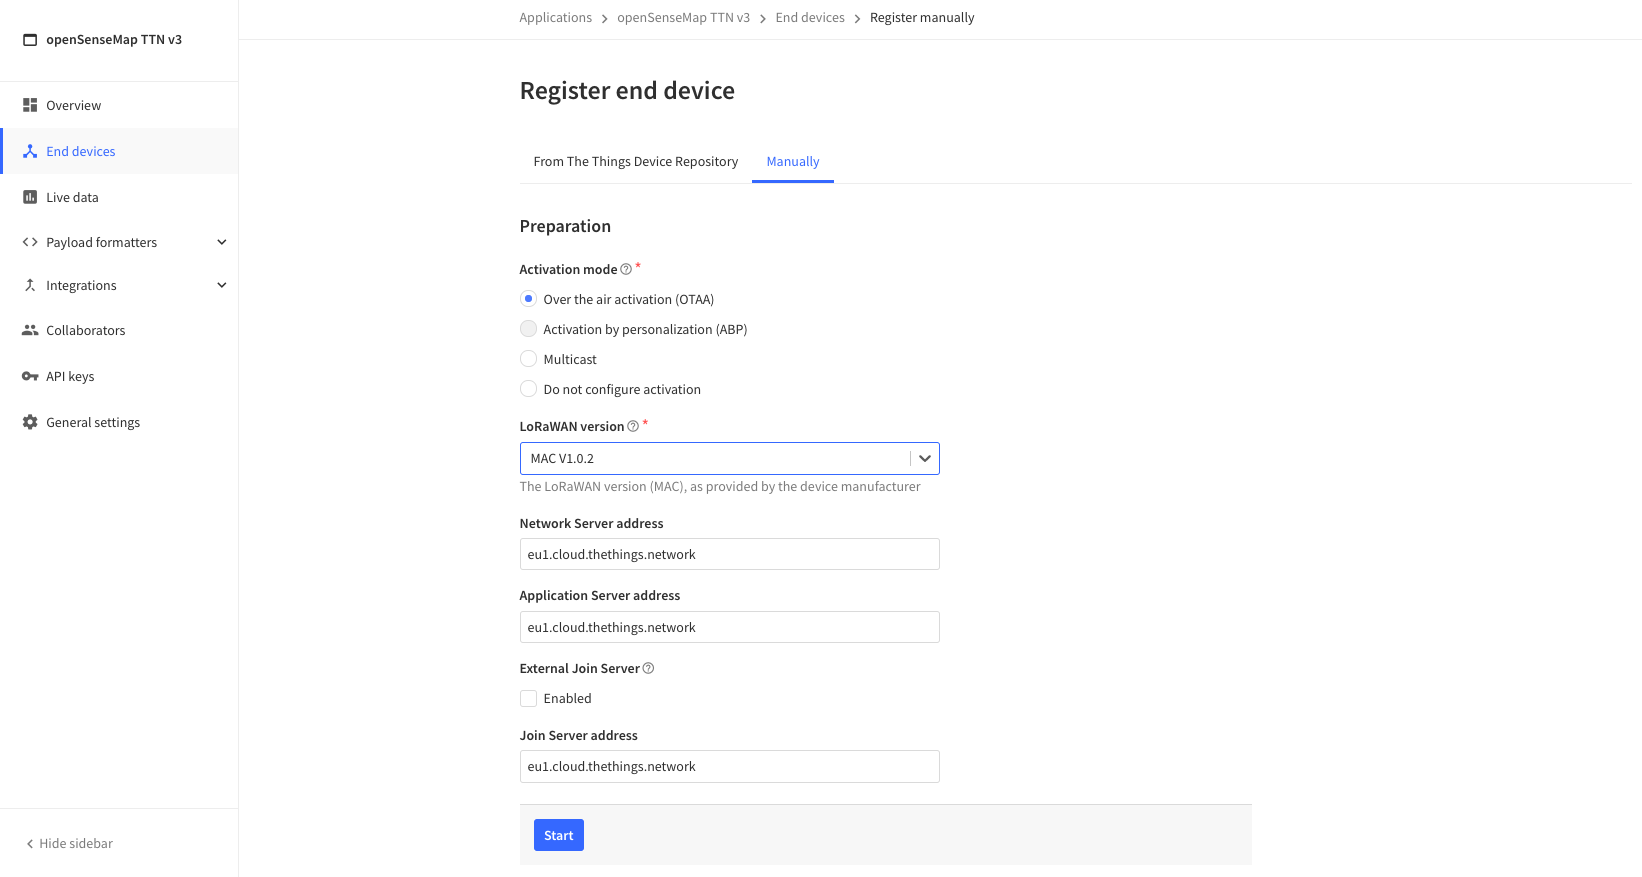 openSenseMap TTN v3
Overview
End devices
Live data
Payload formatters
Integrations
Collaborators
API keys
General settings
Hide sidebar
Applications > openSenseMap TTN v3 > End devices > Register manually
Register end device
From The Things Device Repository Manually
Preparation
Activation mode *
Over the air activation (OTAA)
Activation by personalization (ABP)
Multicast
Do not configure activation
LoRaWAN version *
MAC V1.0.2
The LoRaWAN version (MAC), as provided by the device manufacturer
Network Server address
eu1.cloud.thethings.network
Application Server address
eu1.cloud.thethings.network
External Join Server
Enabled
Join Server address
eu1.cloud.thethings.network
Start